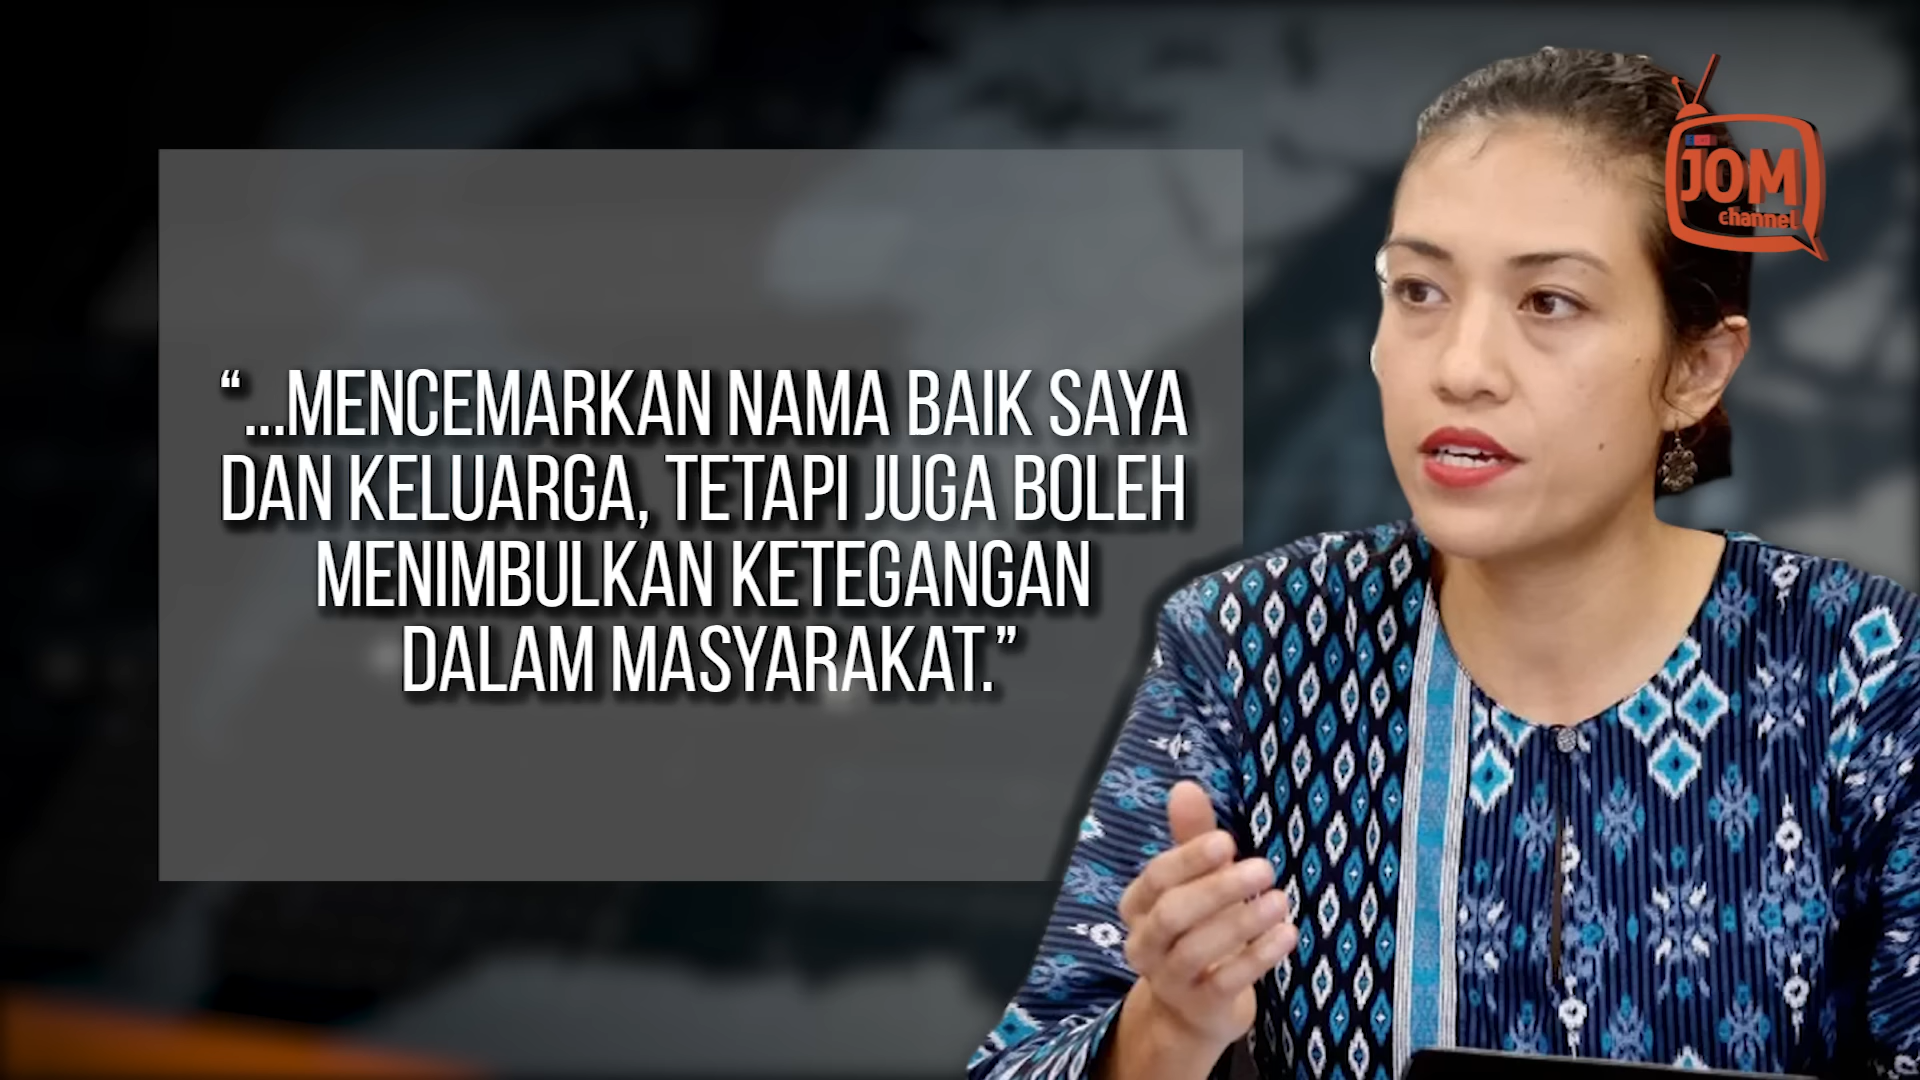 “...MENCEMARKAN NAMA BAIK SAYA
DAN KELUARGA, TETAPI JUGA BOLEH
MENIMBULKAN KETEGANGAN
DALAM MASYARAKAT.”
JOM
channel